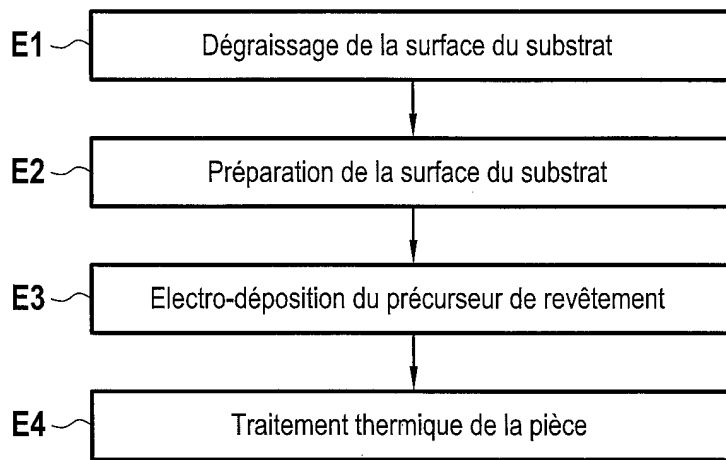 E1 Dégraissage de la surface du substrat
E2 Préparation de la surface du substrat
E3 Electro-déposition du précurseur de revêtement
E4 Traitement thermique de la pièce